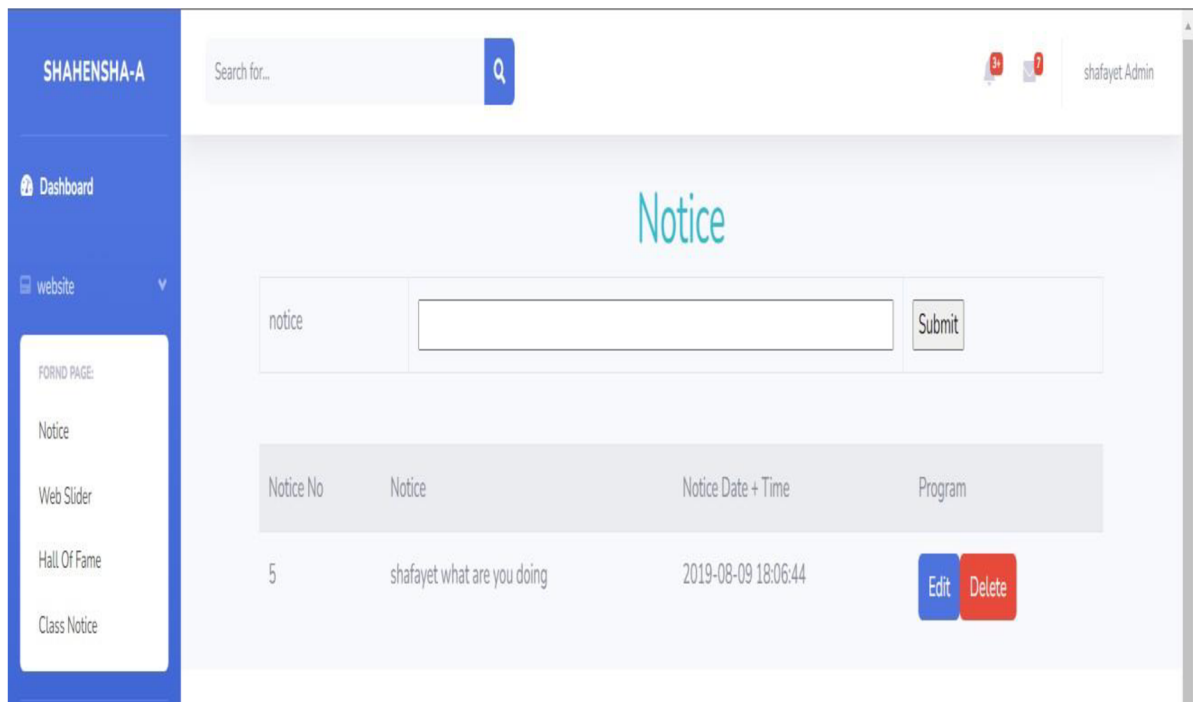 SHAHENSHA-A
Search for...
3+
7
shafayet Admin
Dashboard
website
FORND PAGE:
Notice
Web Slider
Hall Of Fame
Class Notice
Notice
notice
Submit
Notice No Notice Notice Date + Time Program
5 shafayet what are you doing 2019-08-09 18:06:44 Edit Delete